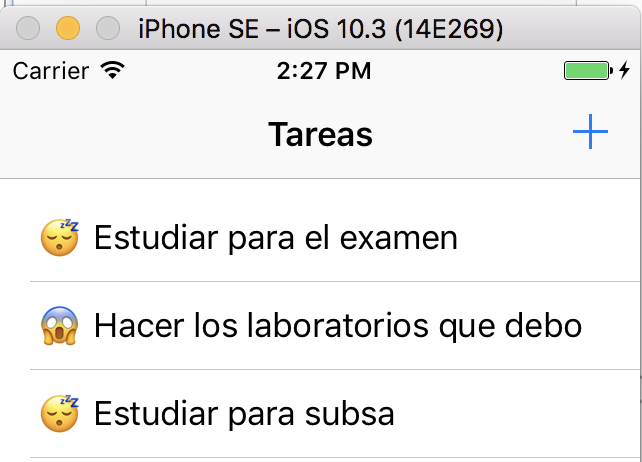 iPhone SE – iOS 10.3 (14E269)
Carrier 2:27 PM
Tareas
😴 Estudiar para el examen
😱 Hacer los laboratorios que debo
😴 Estudiar para subsa